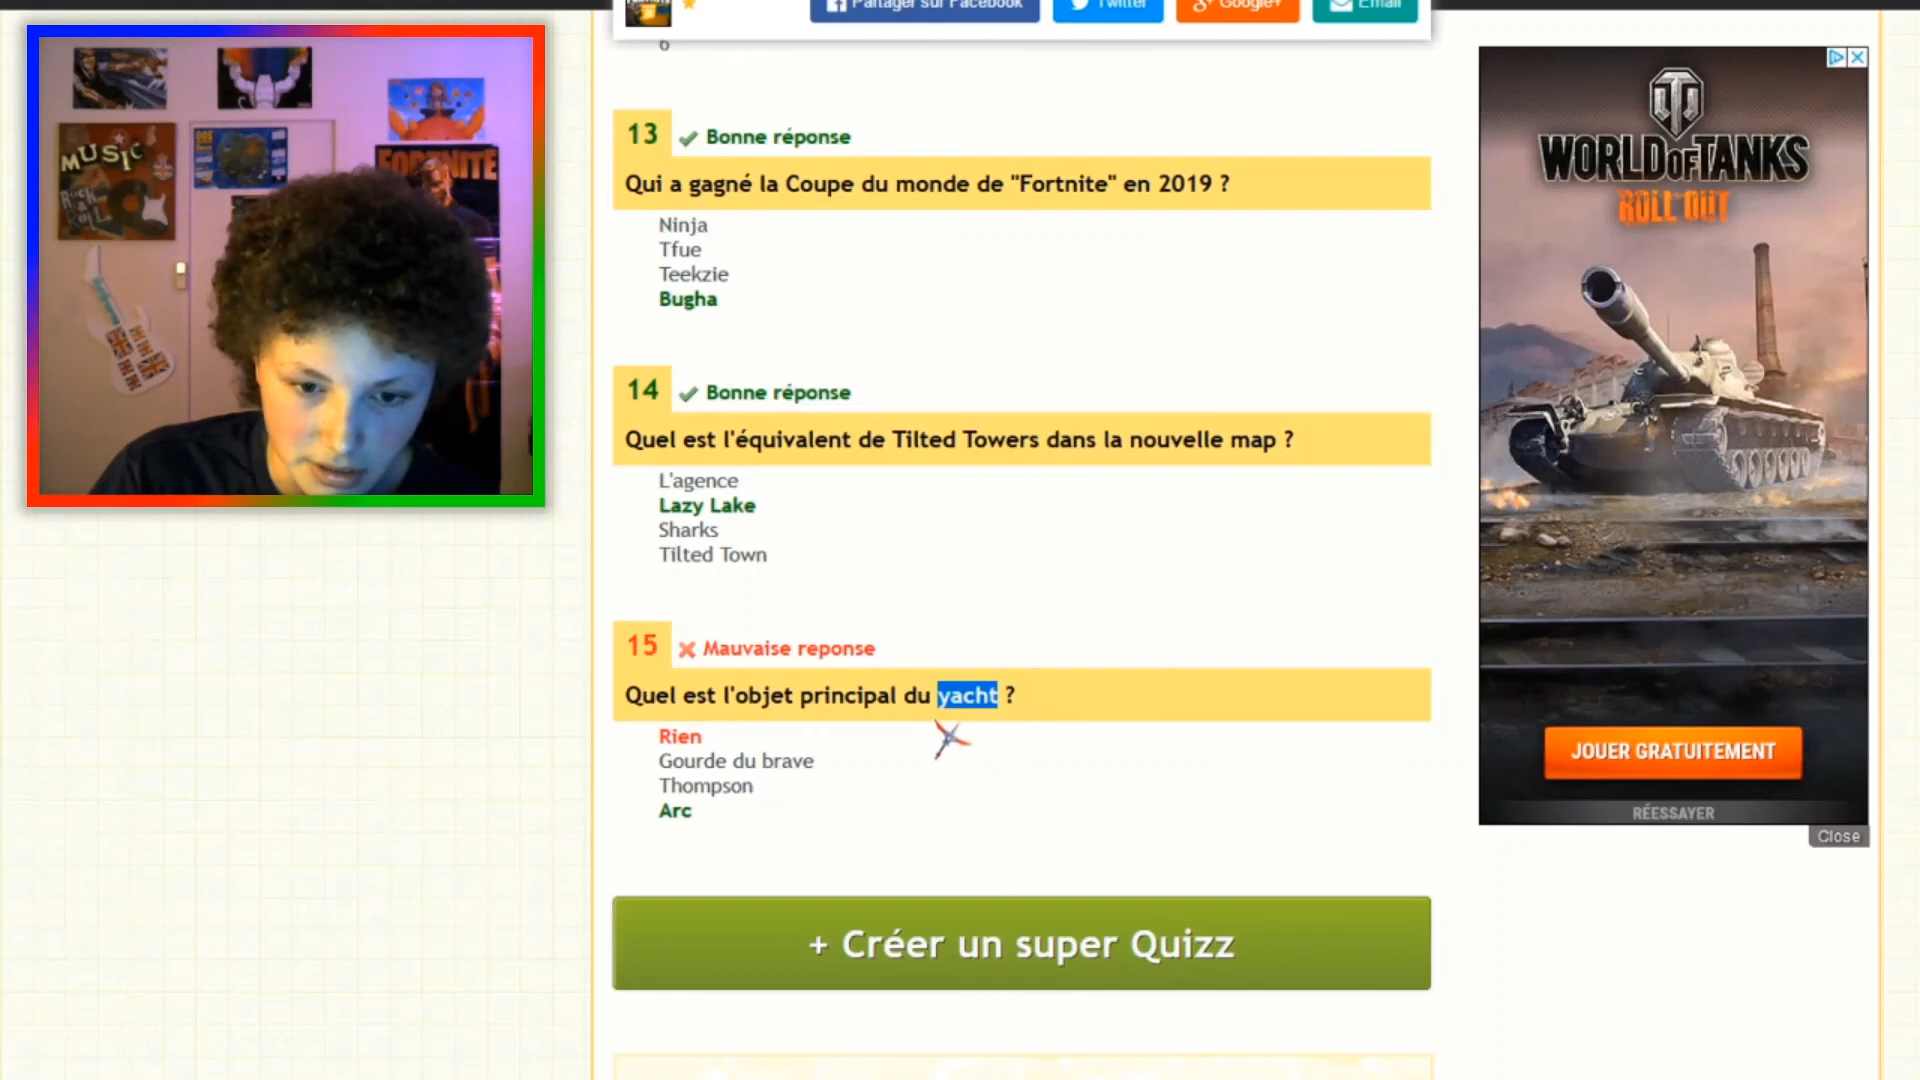 Partager sur Facebook
Twitter
Google+
Email
6
13
Bonne réponse
Qui a gagné la Coupe du monde de "Fortnite" en 2019 ?
Ninja
Tfue
Teekzie
Bugha
14
Bonne réponse
Quel est l'équivalent de Tilted Towers dans la nouvelle map ?
L'agence
Lazy Lake
Sharks
Tilted Town
15
Mauvaise reponse
Quel est l'objet principal du yacht ?
Rien
Gourde du brave
Thompson
Arc
+ Créer un super Quizz
WORLD OF TANKS
ROLL OUT
JOUER GRATUITEMENT
RÉESSAYER
Close
MUSIC
Rock
& Roll
FORTNITE